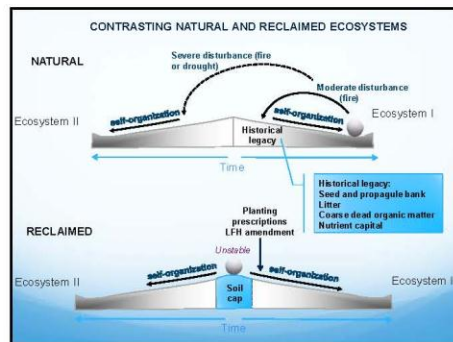 CONTRASTING NATURAL AND RECLAIMED ECOSYSTEMS
Severe disturbance (fire
or drought)
NATURAL
Moderate disturbance
(fire)
Ecosystem II
self-organization
self-organization
Ecosystem I
Historical
legacy
Time
Historical legacy:
Seed and propagule bank
Litter
Coarse dead organic matter
Nutrient capital
Planting
prescriptions
LFH amendment
RECLAIMED
Unstable
Ecosystem II
self-organization
self-organization
Ecosystem I
Soil
cap
Time